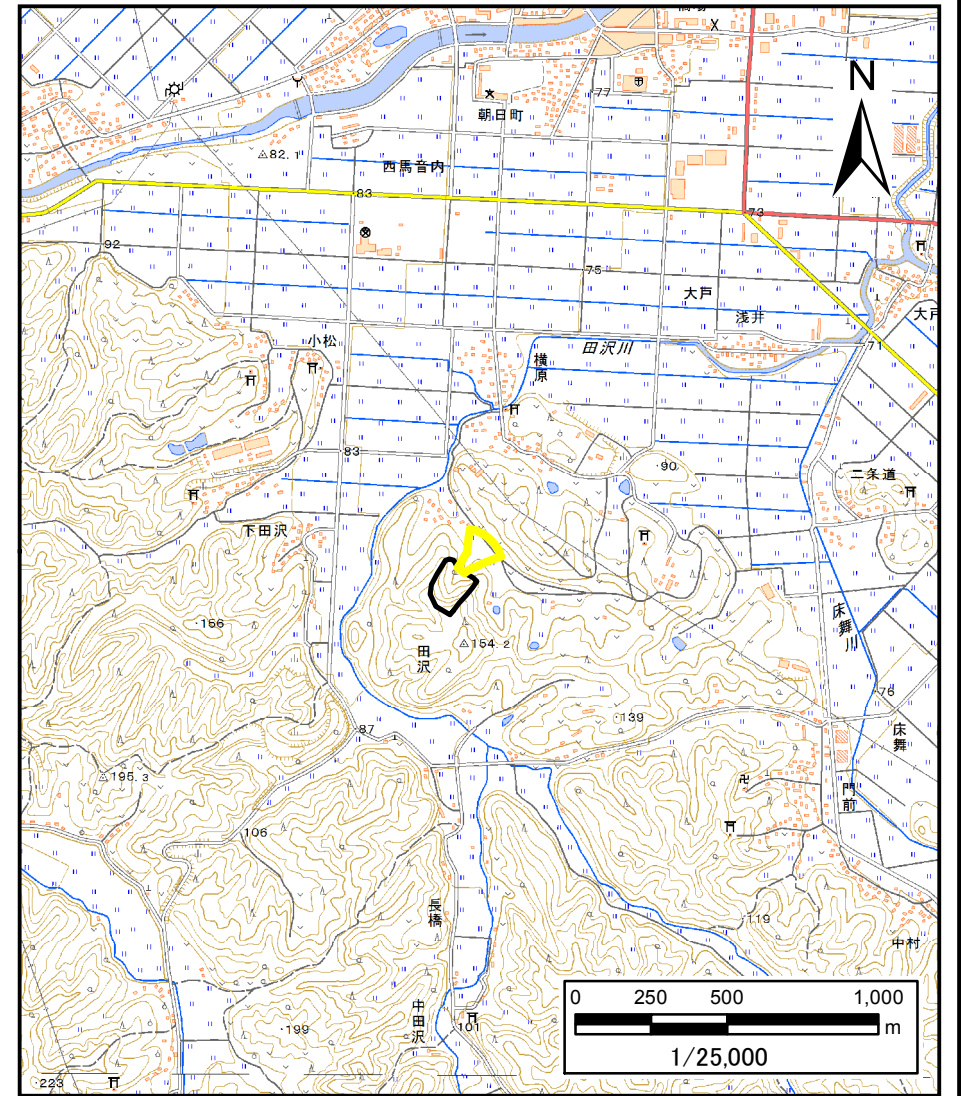 77
朝日町
82.1
西馬音内
N
83
73
92
75
大戸
浅井
大戸
71
小松
田沢川
横原
83
90
二条道
下田沢
床舞川
166
154.2
田沢
76
139
87
床舞
195.3
門前
106
長橋
119
中村
中田沢
199
101
223
0 250 500 1,000
m
1/25,000